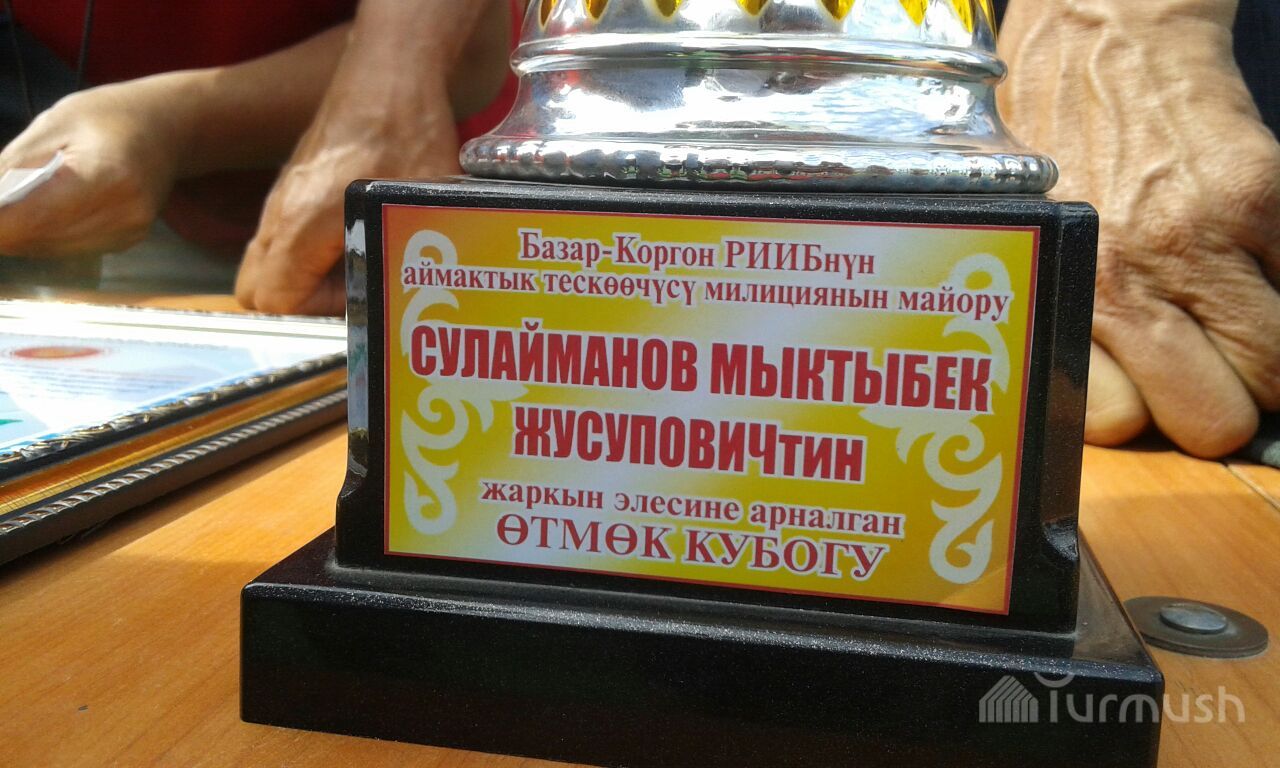 Базар-Коргон РИИБнүн
аймактык тескөөчүсү милициянын майору
СУЛАЙМАНОВ МЫКТЫБЕК
ЖУСУПОВИЧтин
жаркын элесине арналган
ӨТМӨК КУБОГУ
Turmush